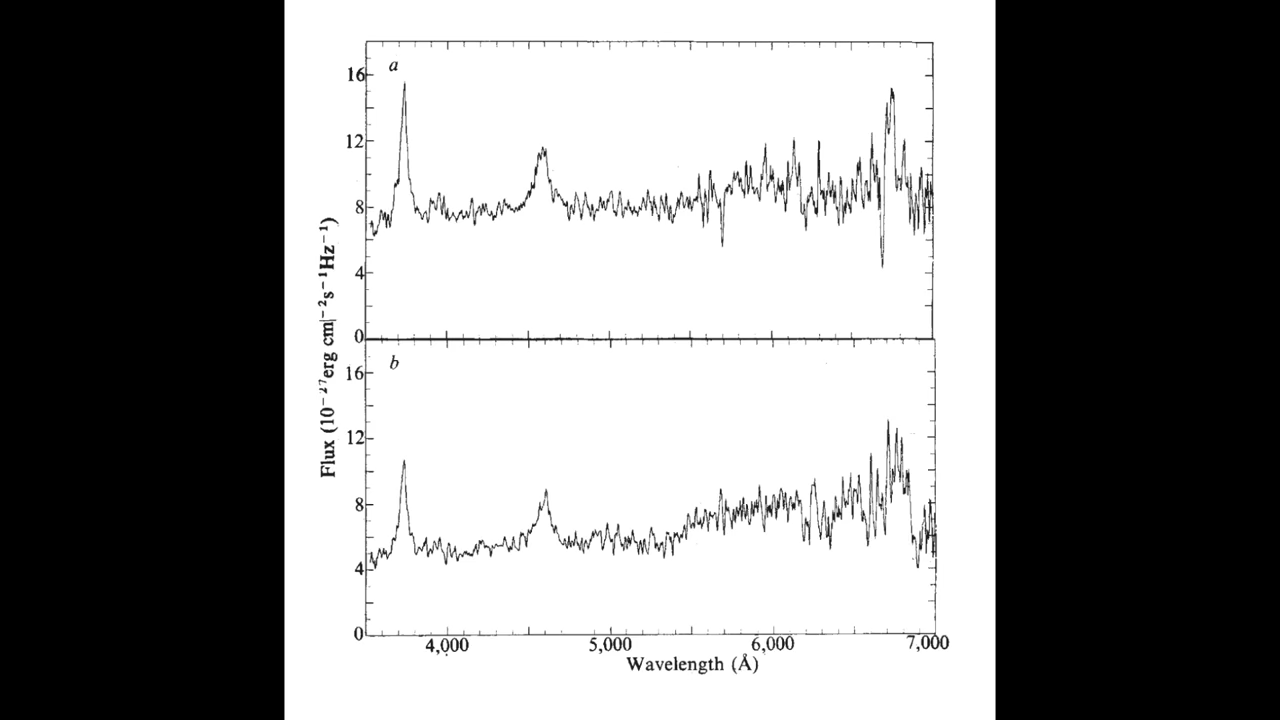 a
16
12
8
4
0
b
16
12
8
4
0
Flux (10⁻²⁷erg cm⁻²s⁻¹Hz⁻¹)
4,000 5,000 6,000 7,000
Wavelength (Å)